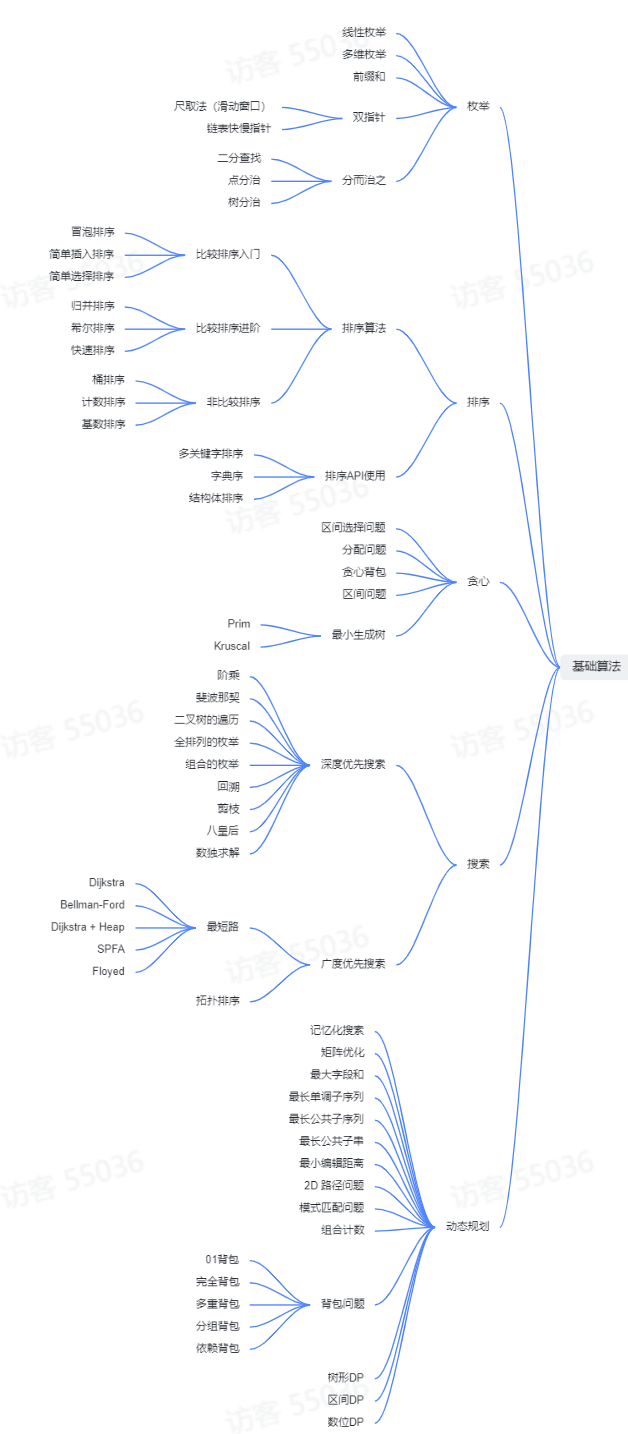 线性枚举
多维枚举
前缀和
枚举
尺取法（滑动窗口）
双指针
链表快慢指针
二分查找
点分治
分而治之
树分治
冒泡排序
简单插入排序
比较排序入门
简单选择排序
归并排序
希尔排序
比较排序进阶
排序算法
快速排序
桶排序
计数排序
非比较排序
排序
基数排序
多关键字排序
字典序
排序API使用
结构体排序
区间选择问题
分配问题
贪心背包
贪心
区间问题
Prim
最小生成树
Kruscal
基础算法
阶乘
斐波那契
二叉树的遍历
全排列的枚举
组合的枚举
深度优先搜索
回溯
剪枝
八皇后
数独求解
搜索
Dijkstra
Bellman-Ford
Dijkstra + Heap
最短路
SPFA
广度优先搜索
Floyed
拓扑排序
记忆化搜索
矩阵优化
最大字段和
最长单调子序列
最长公共子序列
最长公共子串
最小编辑距离
2D 路径问题
模式匹配问题
组合计数
动态规划
01背包
完全背包
多重背包
背包问题
分组背包
依赖背包
树形DP
区间DP
数位DP
访客 55036
访客 55036
访客 55036
访客 55036
访客 55036
访客 55036
访客 55036
访客 55036
访客 55036
访客 55036